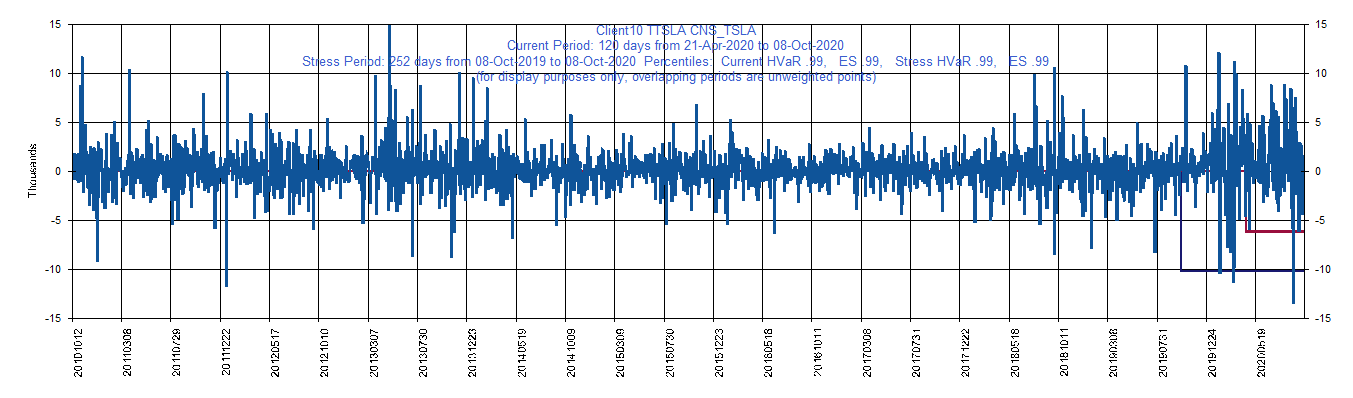 Client10 TTSLA CNS_TSLA
Current Period: 120 days from 21-Apr-2020 to 08-Oct-2020
Stress Period: 252 days from 08-Oct-2019 to 08-Oct-2020 Percentiles: Current HVaR .99, ES .99, Stress HVaR .99, ES .99
(for display purposes only, overlapping periods are unweighted points)
15 15
10 10
5 5
0 0
-5 -5
-10 -10
-15 -15
Thousands
20101012 20110308 20110729 20111222 20120517 20121010 20130307 20130730 20131223 20140519 20141009 20150309 20150730 20151223 20160518 20161011 20170308 20170731 20171222 20180518 20181011 20190308 20190731 20191224 20200519